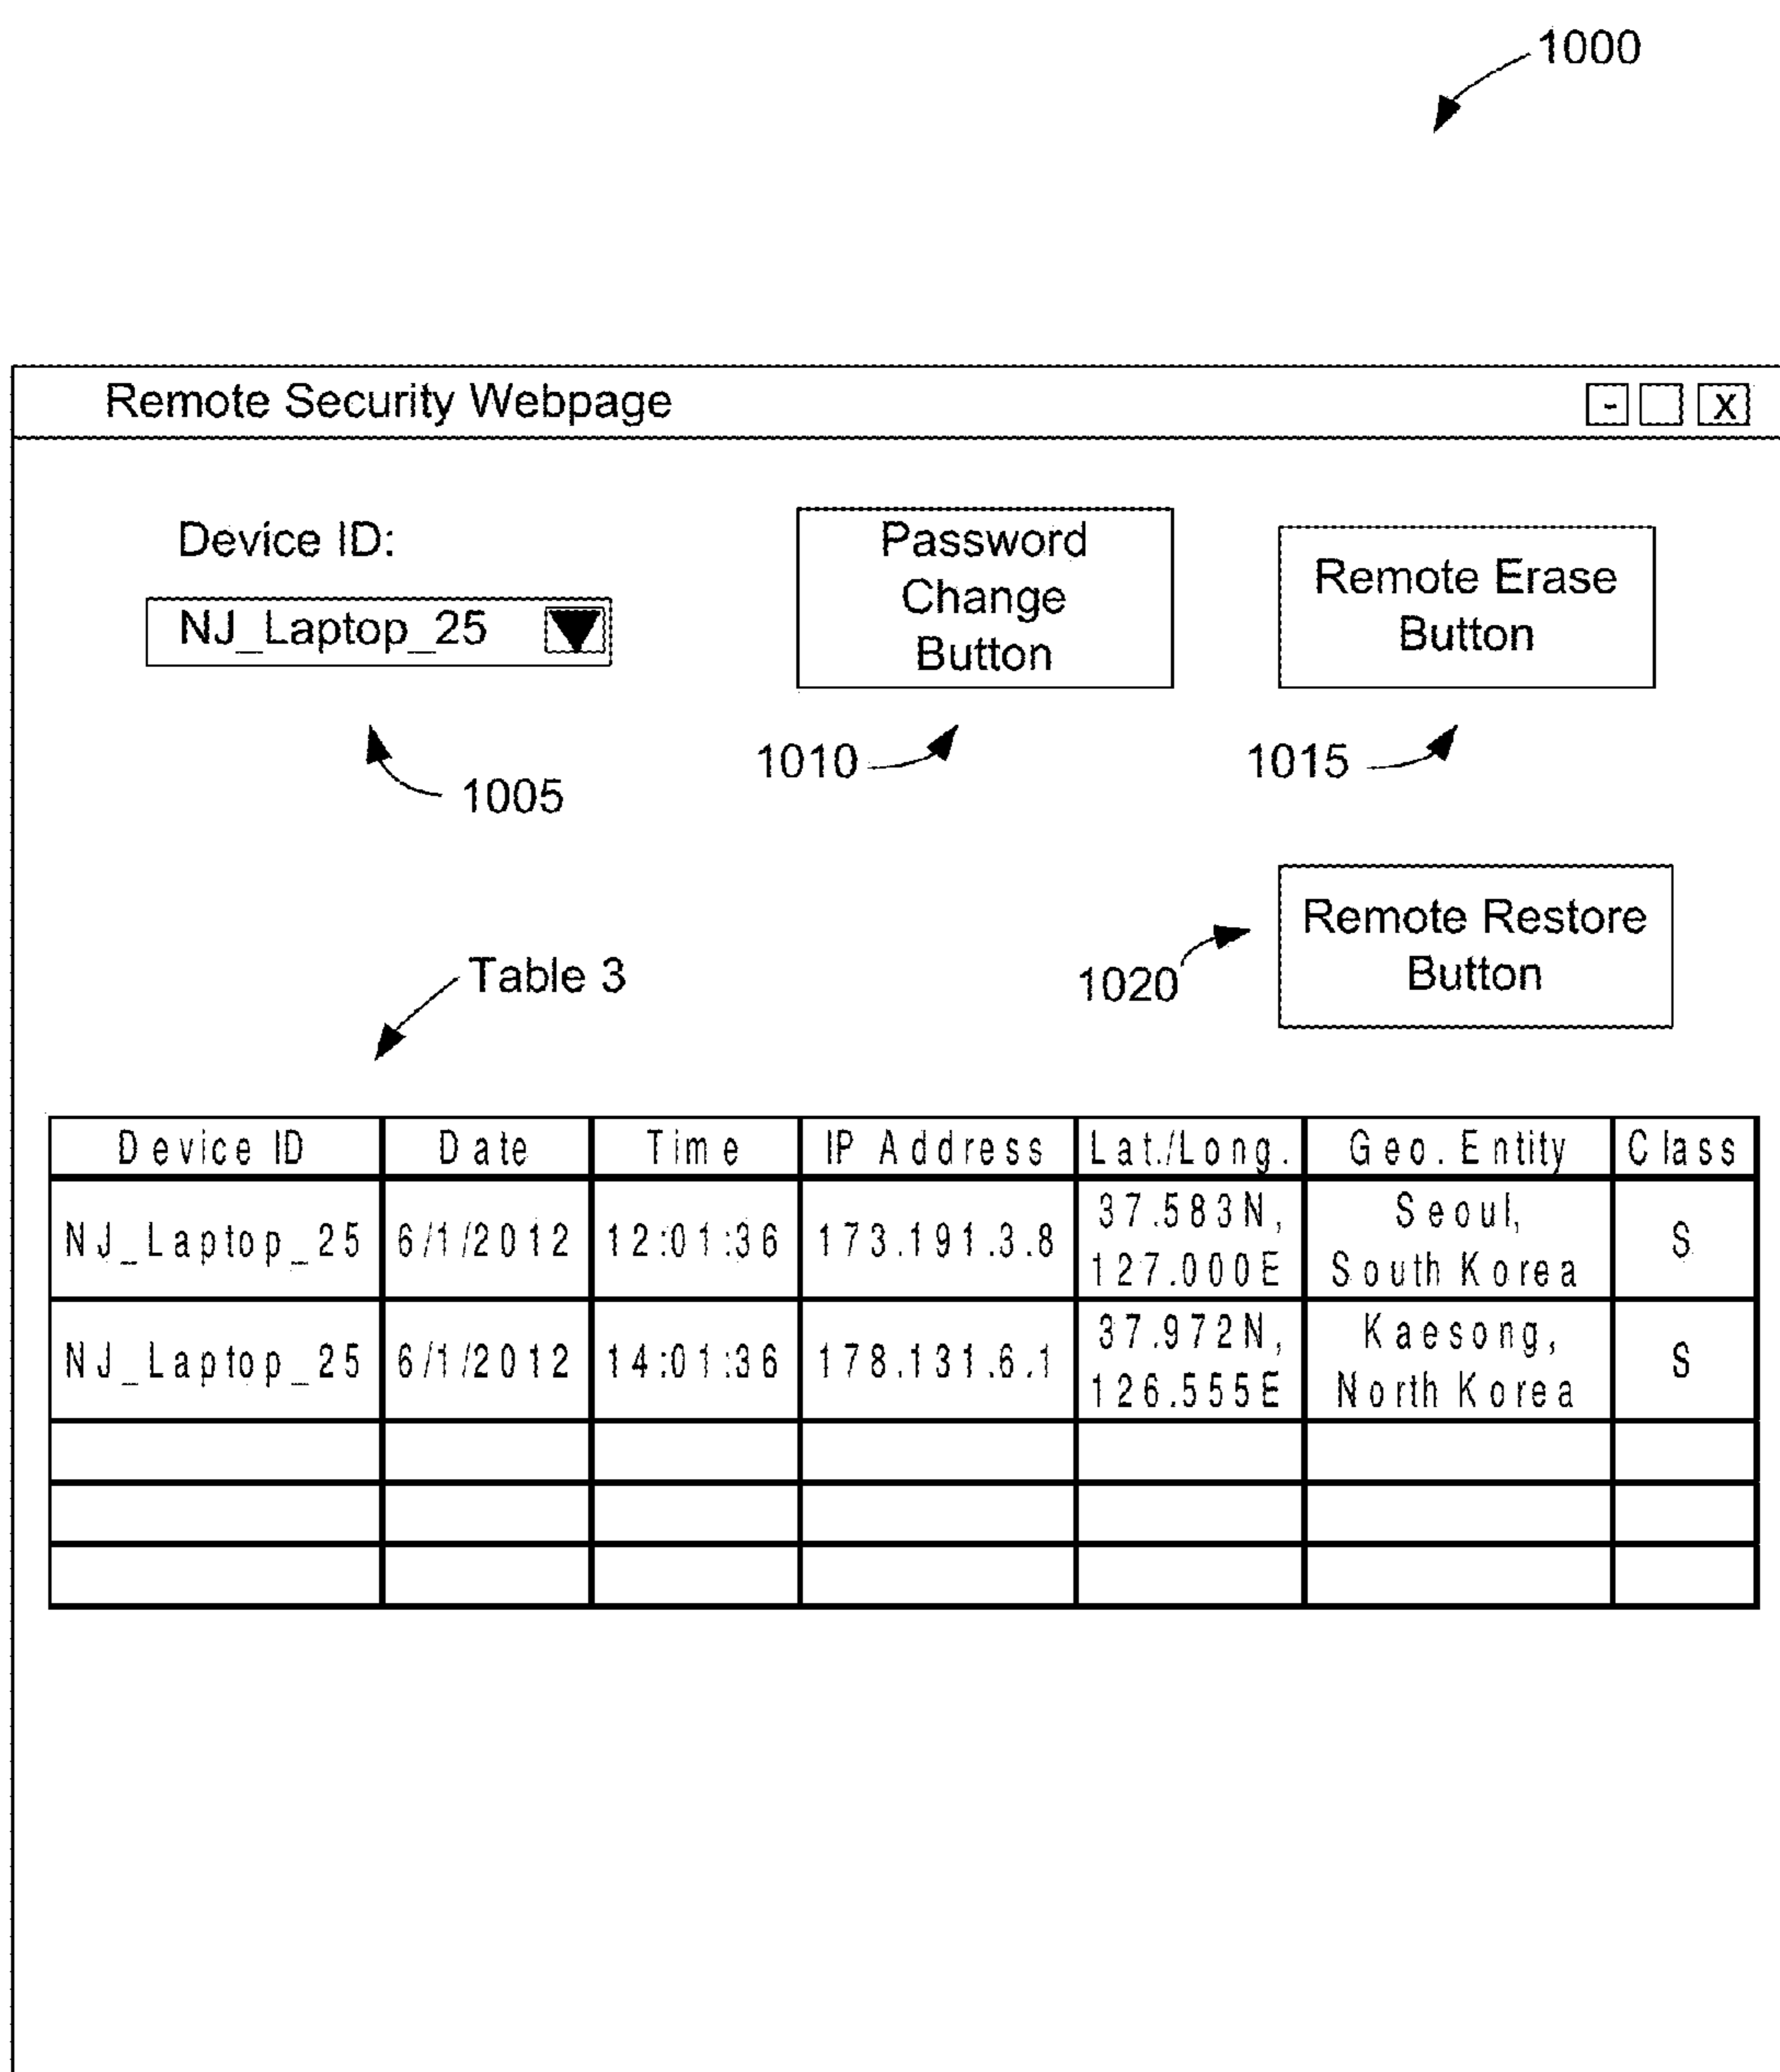 1000
Remote Security Webpage
- X
Device ID:
NJ_Laptop_25
Password
Change
Button
Remote Erase
Button
1005
1010
1015
Remote Restore
Button
1020
Table 3
Device ID Date Time IP Address Lat./Long. Geo. Entity Class
NJ_Laptop_25 6/1/2012 12:01:36 173.191.3.8 37.583N, 127.000E Seoul, South Korea S
NJ_Laptop_25 6/1/2012 14:01:36 178.131.6.1 37.972N, 126.555E Kaesong, North Korea S